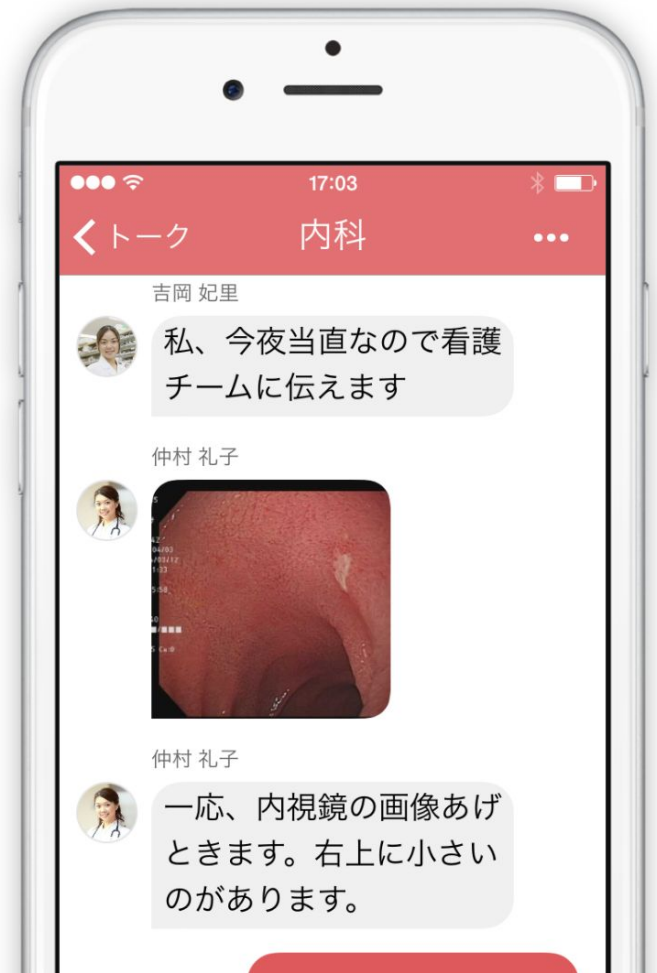 17:03
トーク 内科
吉岡 妃里
私、今夜当直なので看護
チームに伝えます
仲村 礼子
仲村 礼子
一応、内視鏡の画像あげ
ときます。右上に小さい
のがあります。